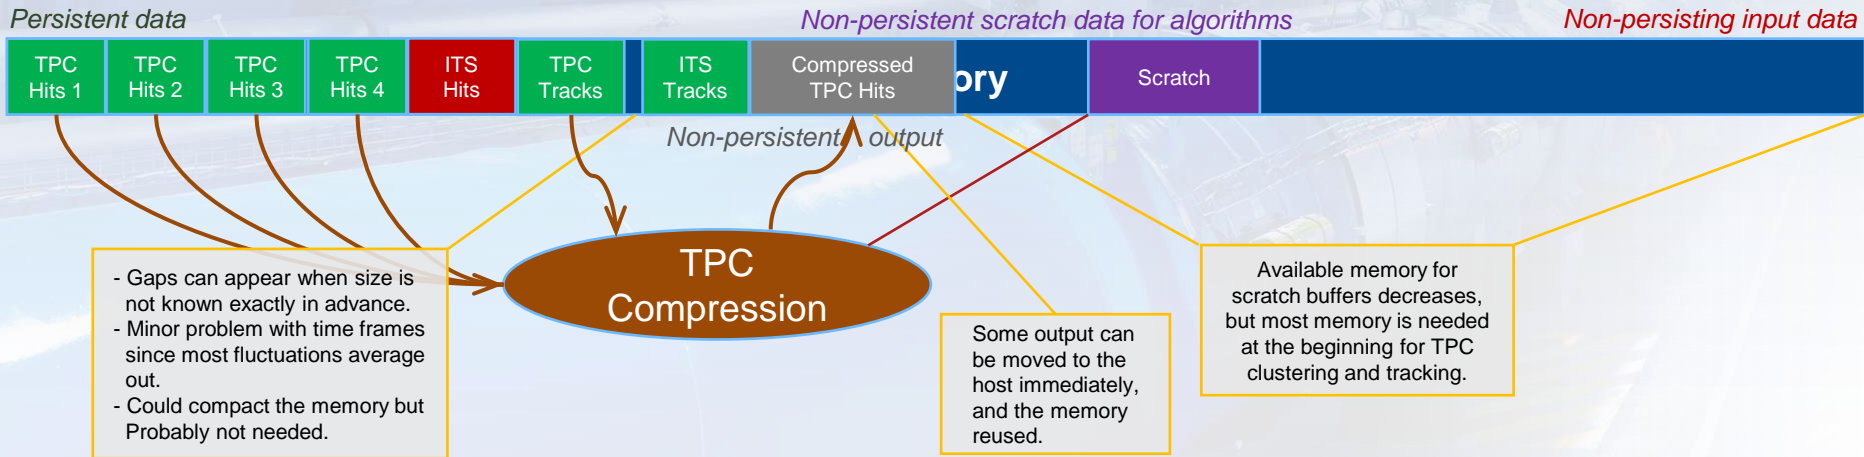 Persistent data
Non-persistent scratch data for algorithms
Non-persisting input data
TPC
Hits 1
TPC
Hits 2
TPC
Hits 3
TPC
Hits 4
ITS
Hits
TPC
Tracks
ITS
Tracks
Compressed
TPC Hits
ory
Scratch
Non-persistent output
TPC
Compression
- Gaps can appear when size is
not known exactly in advance.
- Minor problem with time frames
since most fluctuations average
out.
- Could compact the memory but
Probably not needed.
Some output can
be moved to the
host immediately,
and the memory
reused.
Available memory for
scratch buffers decreases,
but most memory is needed
at the beginning for TPC
clustering and tracking.